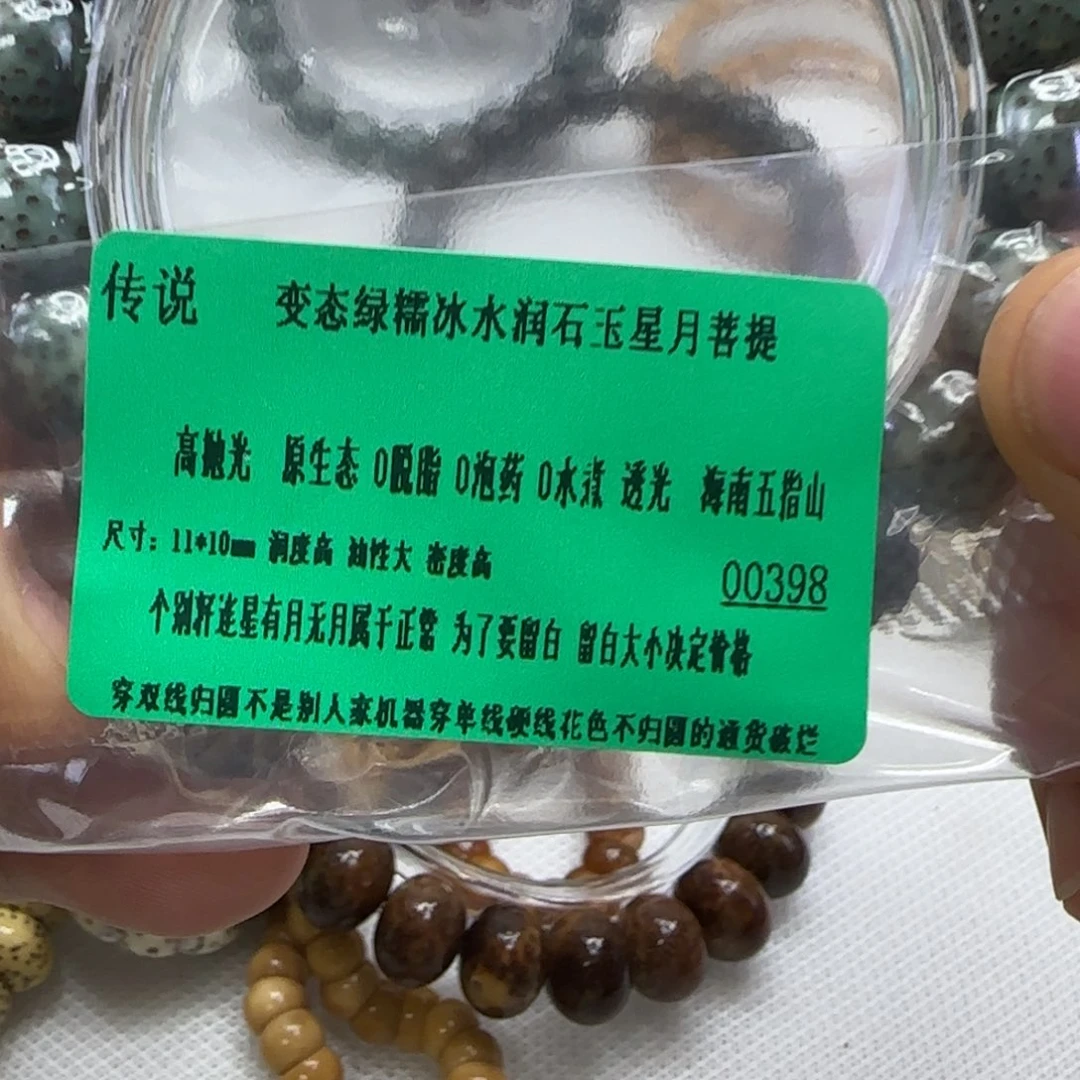 传说 变态绿糯冰水润石玉星月菩提
高抛光 原生态 0脱脂 0泡药 0水煮 透光 海南五指山
尺寸：11*10mm 润度高 油性大 密度高
00398
个别歼连星有月无月属于正常 为了要留白 留白大小决定价格
穿双线归圆不是别人家机器穿单线硬线花色不归圆的通货破烂